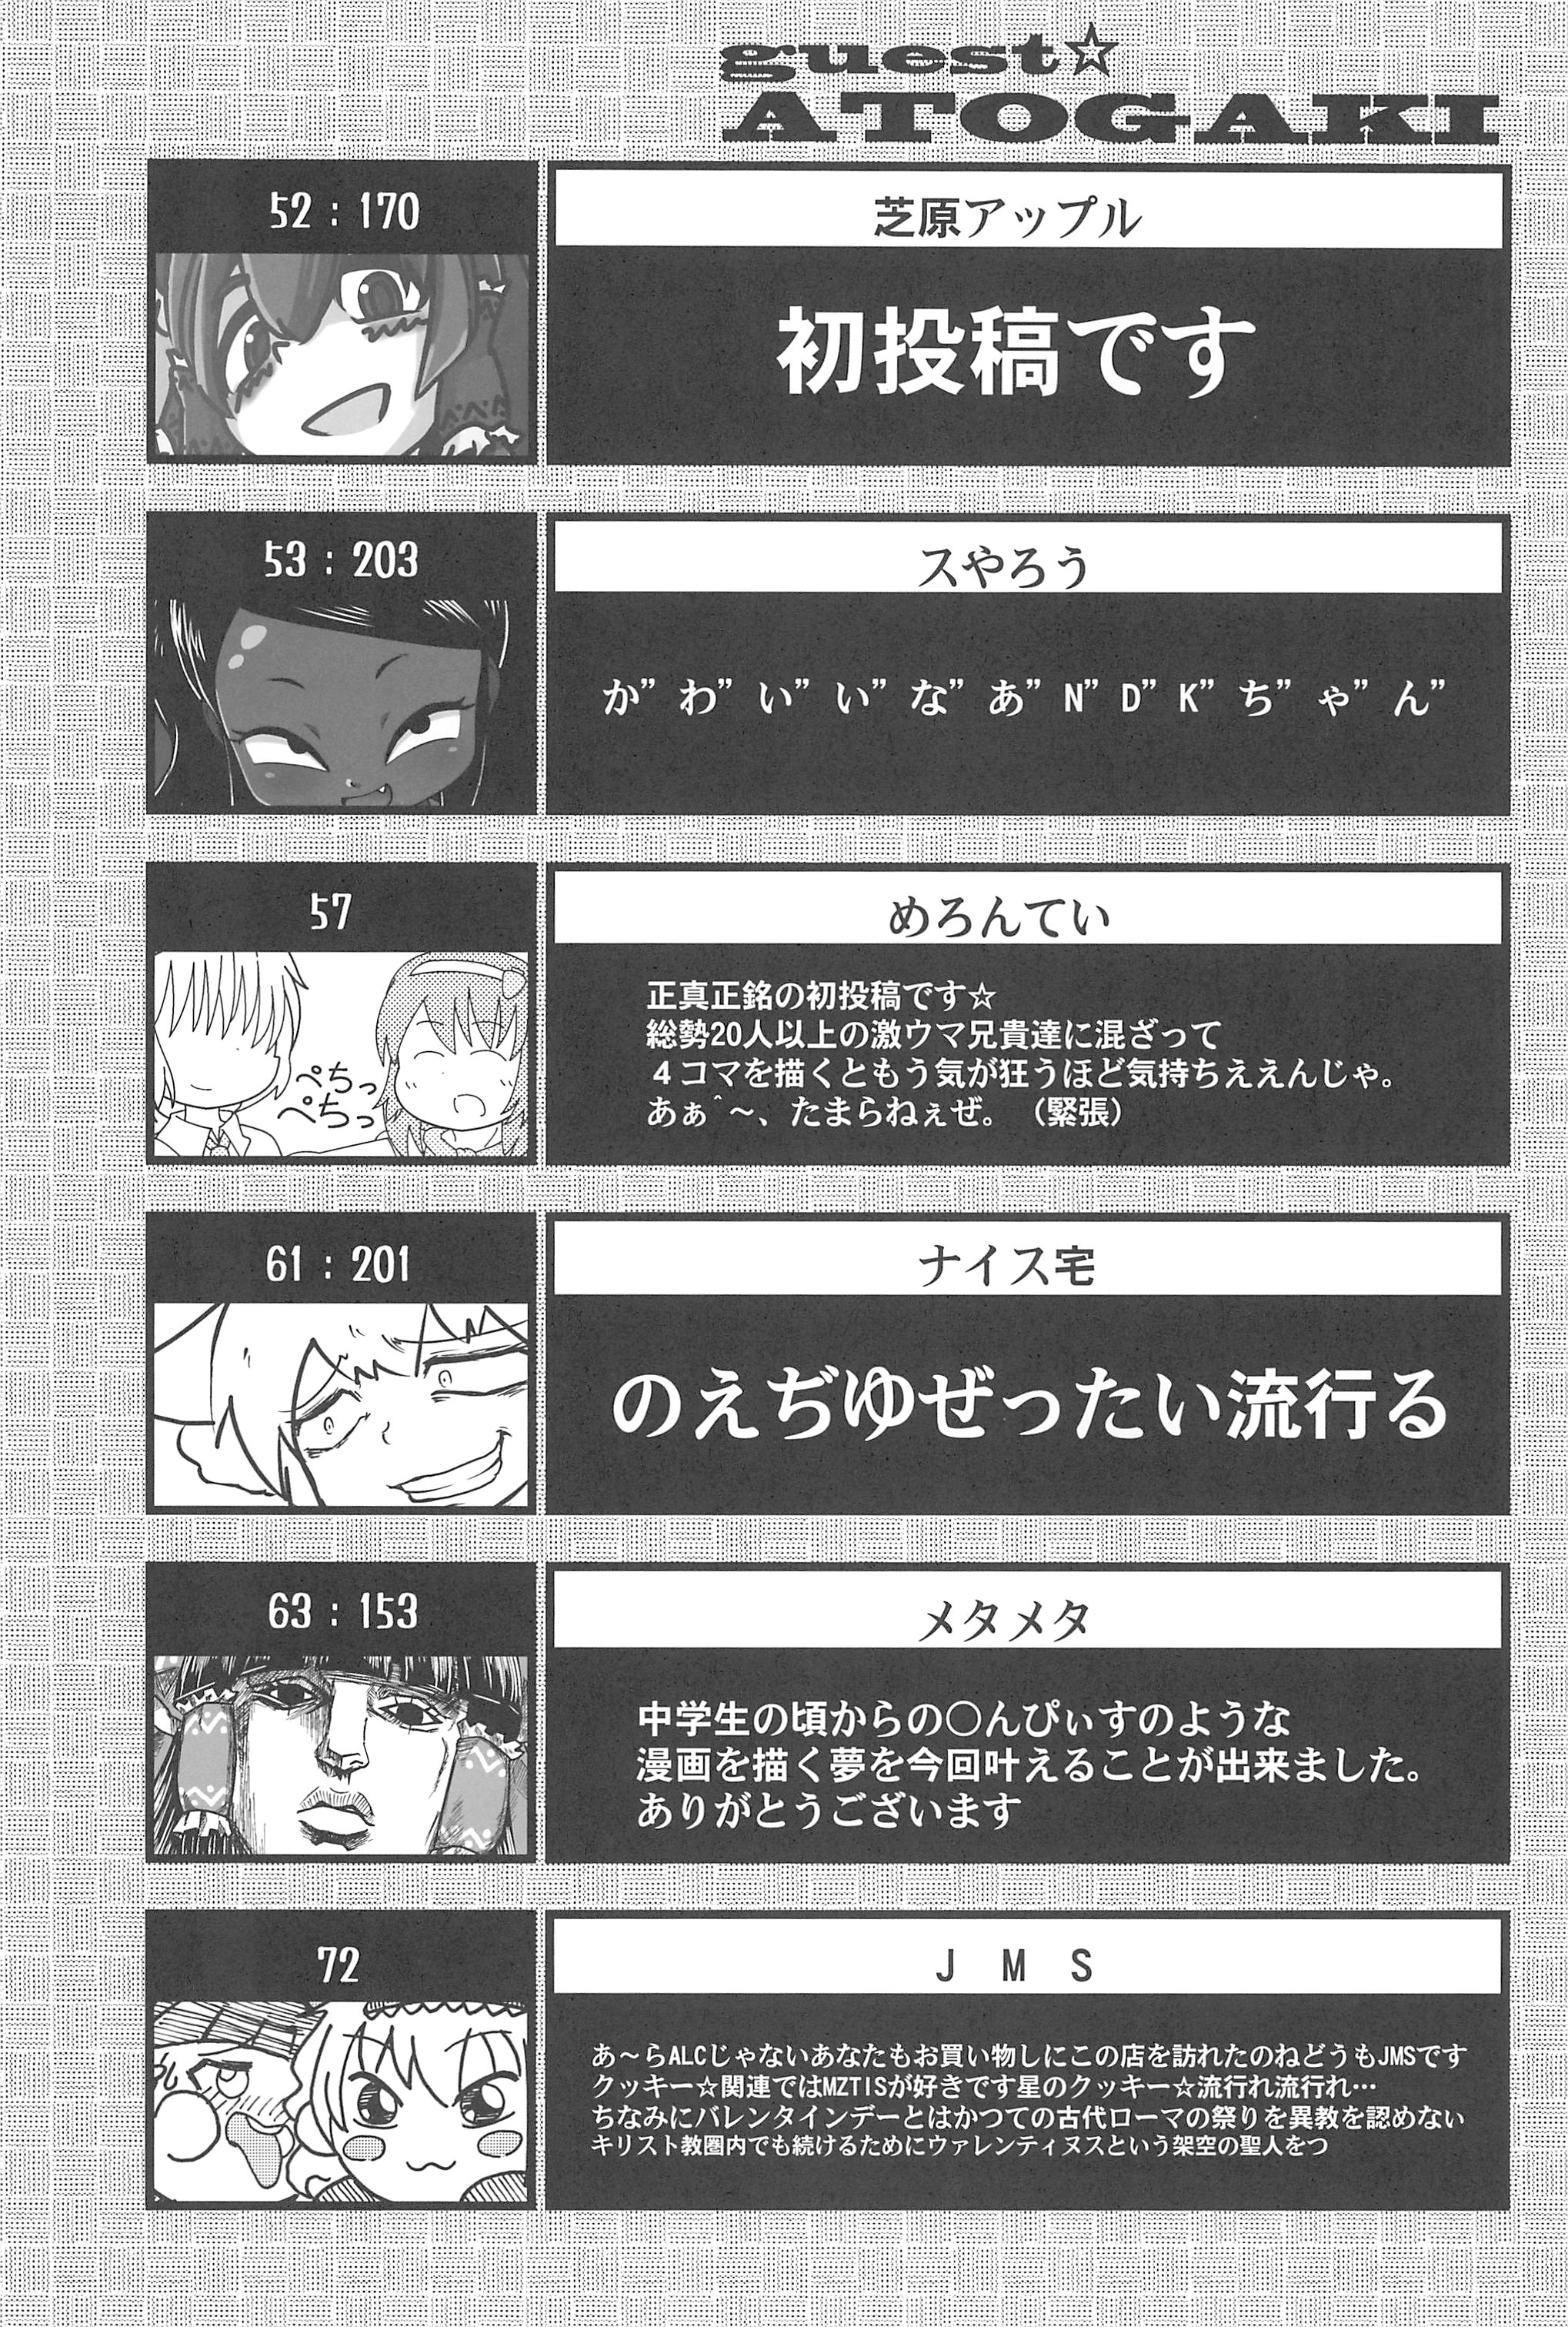 guest☆
ATOGAKI
52 : 170
芝原アップル
初投稿です
53 : 203
スやろう
か”わ”い”い”な”あ”N”D”K”ち”ゃ”ん”
57
めろんてい
ぺちっ
ぺちっ
正真正銘の初投稿です☆
総勢20人以上の激ウマ兄貴達に混ざって
４コマを描くともう気が狂うほど気持ちええんじゃ。
あぁ＾～、たまらねぇぜ。（緊張）
61 : 201
ナイス宅
のえぢゆぜったい流行る
63 : 153
メタメタ
中学生の頃からの〇んぴぃすのような
漫画を描く夢を今回叶えることが出来ました。
ありがとうございます
72
J M S
あ～らALCじゃないあなたもお買い物しにこの店を訪れたのねどうもJMSです
クッキー☆関連ではMZTISが好きです星のクッキー☆流行れ流行れ…
ちなみにバレンタインデーとはかつての古代ローマの祭りを異教を認めない
キリスト教圏内でも続けるためにウァレンティヌスという架空の聖人をつ